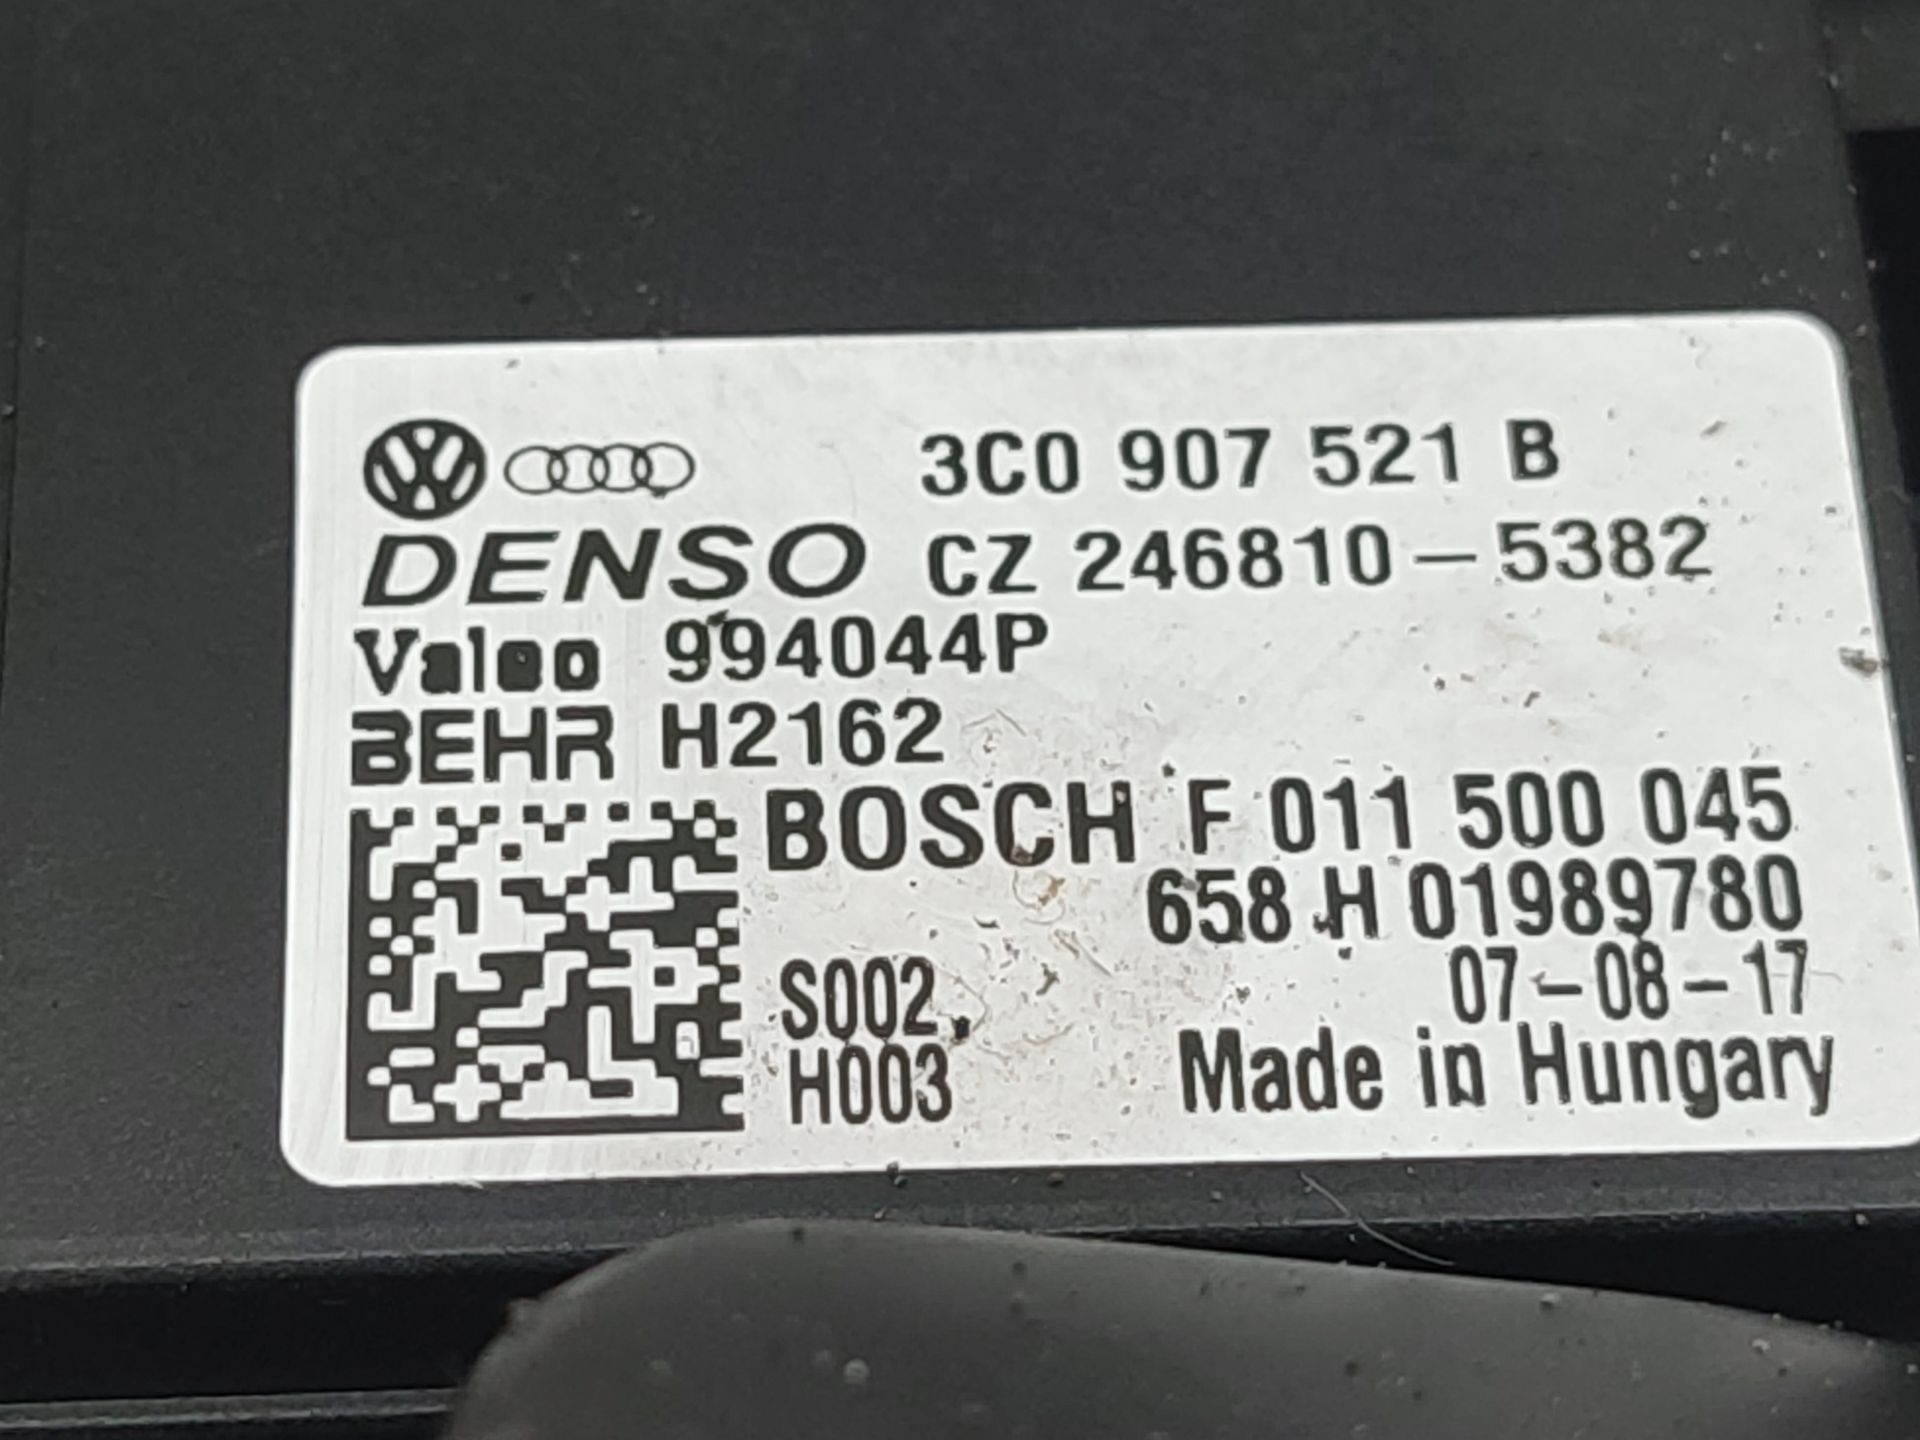 3C0 907 521 B
DENSO CZ 246810-5382
Valeo 994044P
BEHR H2162
BOSCH F 011 500 045
658 H 01989780
S002 07-08-17
H003 Made in Hungary